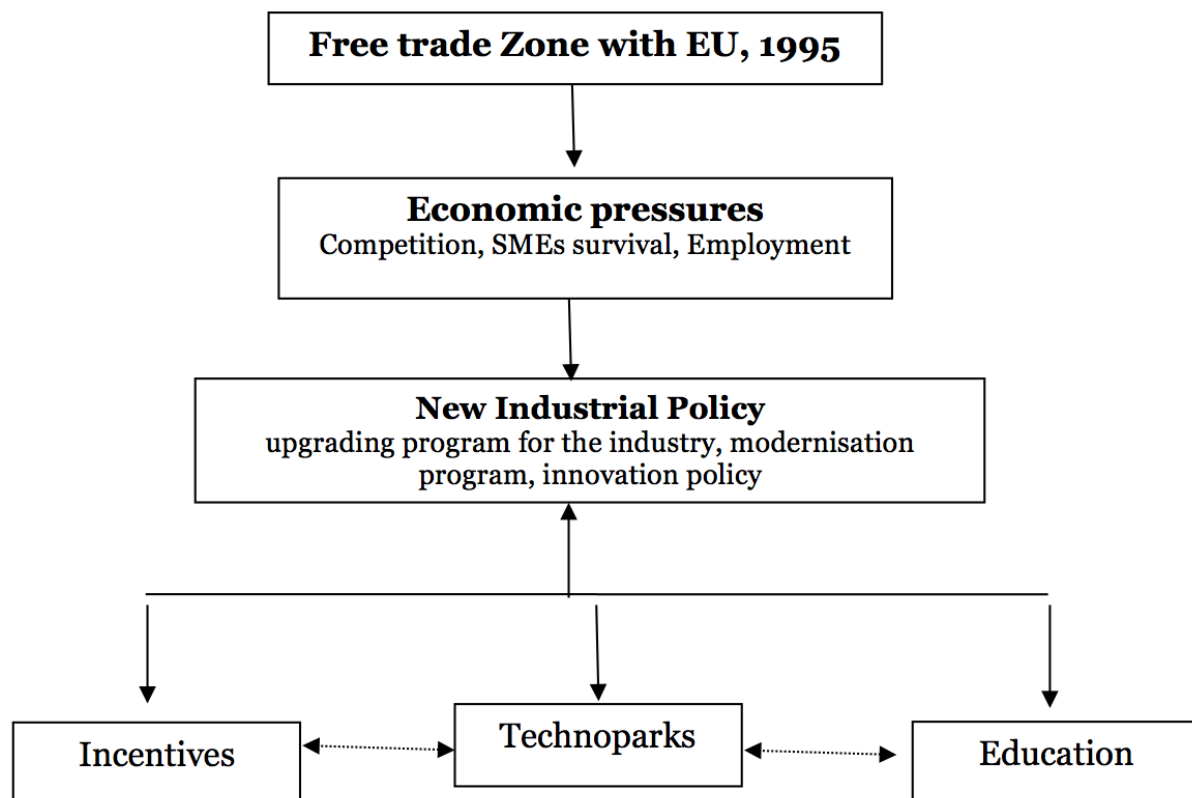 Free trade Zone with EU, 1995
Economic pressures
Competition, SMEs survival, Employment
New Industrial Policy
upgrading program for the industry, modernisation
program, innovation policy
Incentives
Technoparks
Education